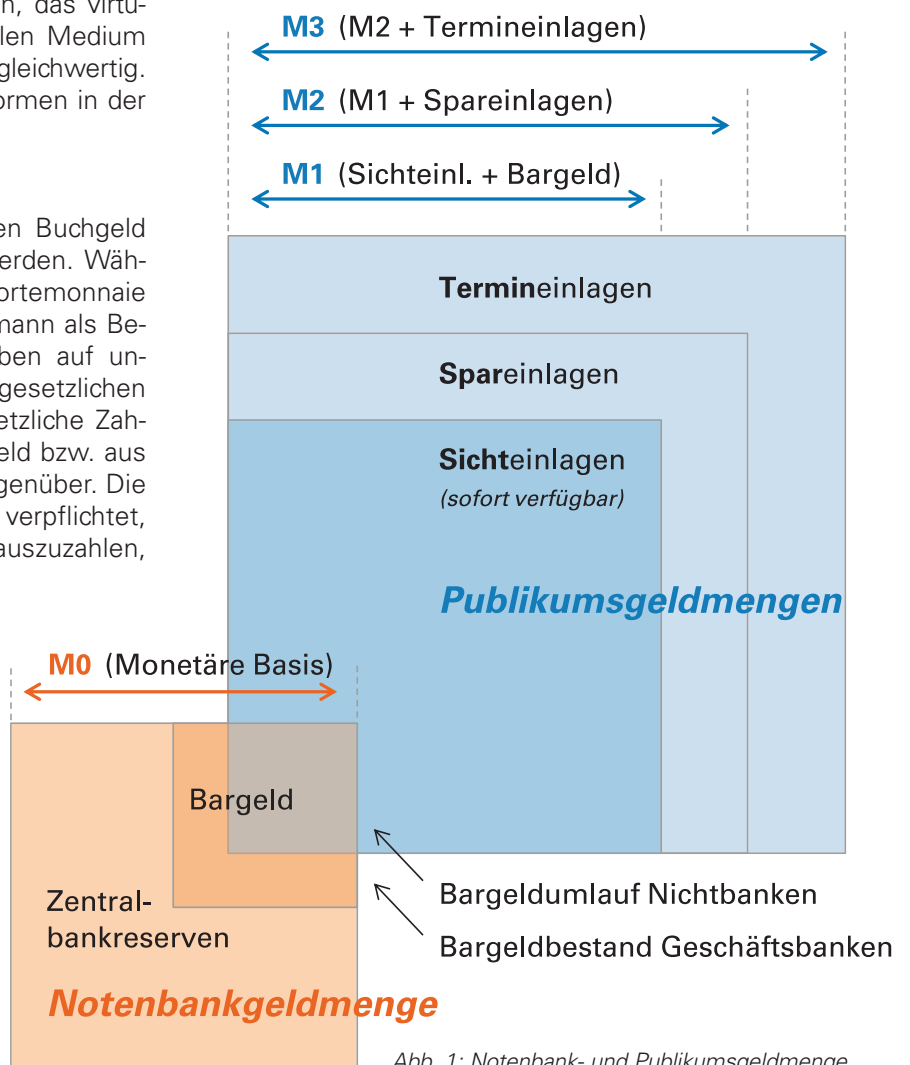 n, das virtu-
len Medium
gleichwertig.
ormen in der
en Buchgeld
erden. Wäh-
ortemonnaie
mann als Be-
ben auf un-
gesetzlichen
etzliche Zah-
eld bzw. aus
genüber. Die
verpflichtet,
auszuzahlen,
M3 (M2 + Termineinlagen)
M2 (M1 + Spareinlagen)
M1 (Sichteinl. + Bargeld)
Termineinlagen
Spareinlagen
Sichteinlagen
(sofort verfügbar)
Publikumsgeldmengen
M0 (Monetäre Basis)
Bargeld
Zentral-
bankreserven
Bargeldumlauf Nichtbanken
Bargeldbestand Geschäftsbanken
Notenbankgeldmenge
Abb. 1: Notenbank- und Publikumsgeldmenge